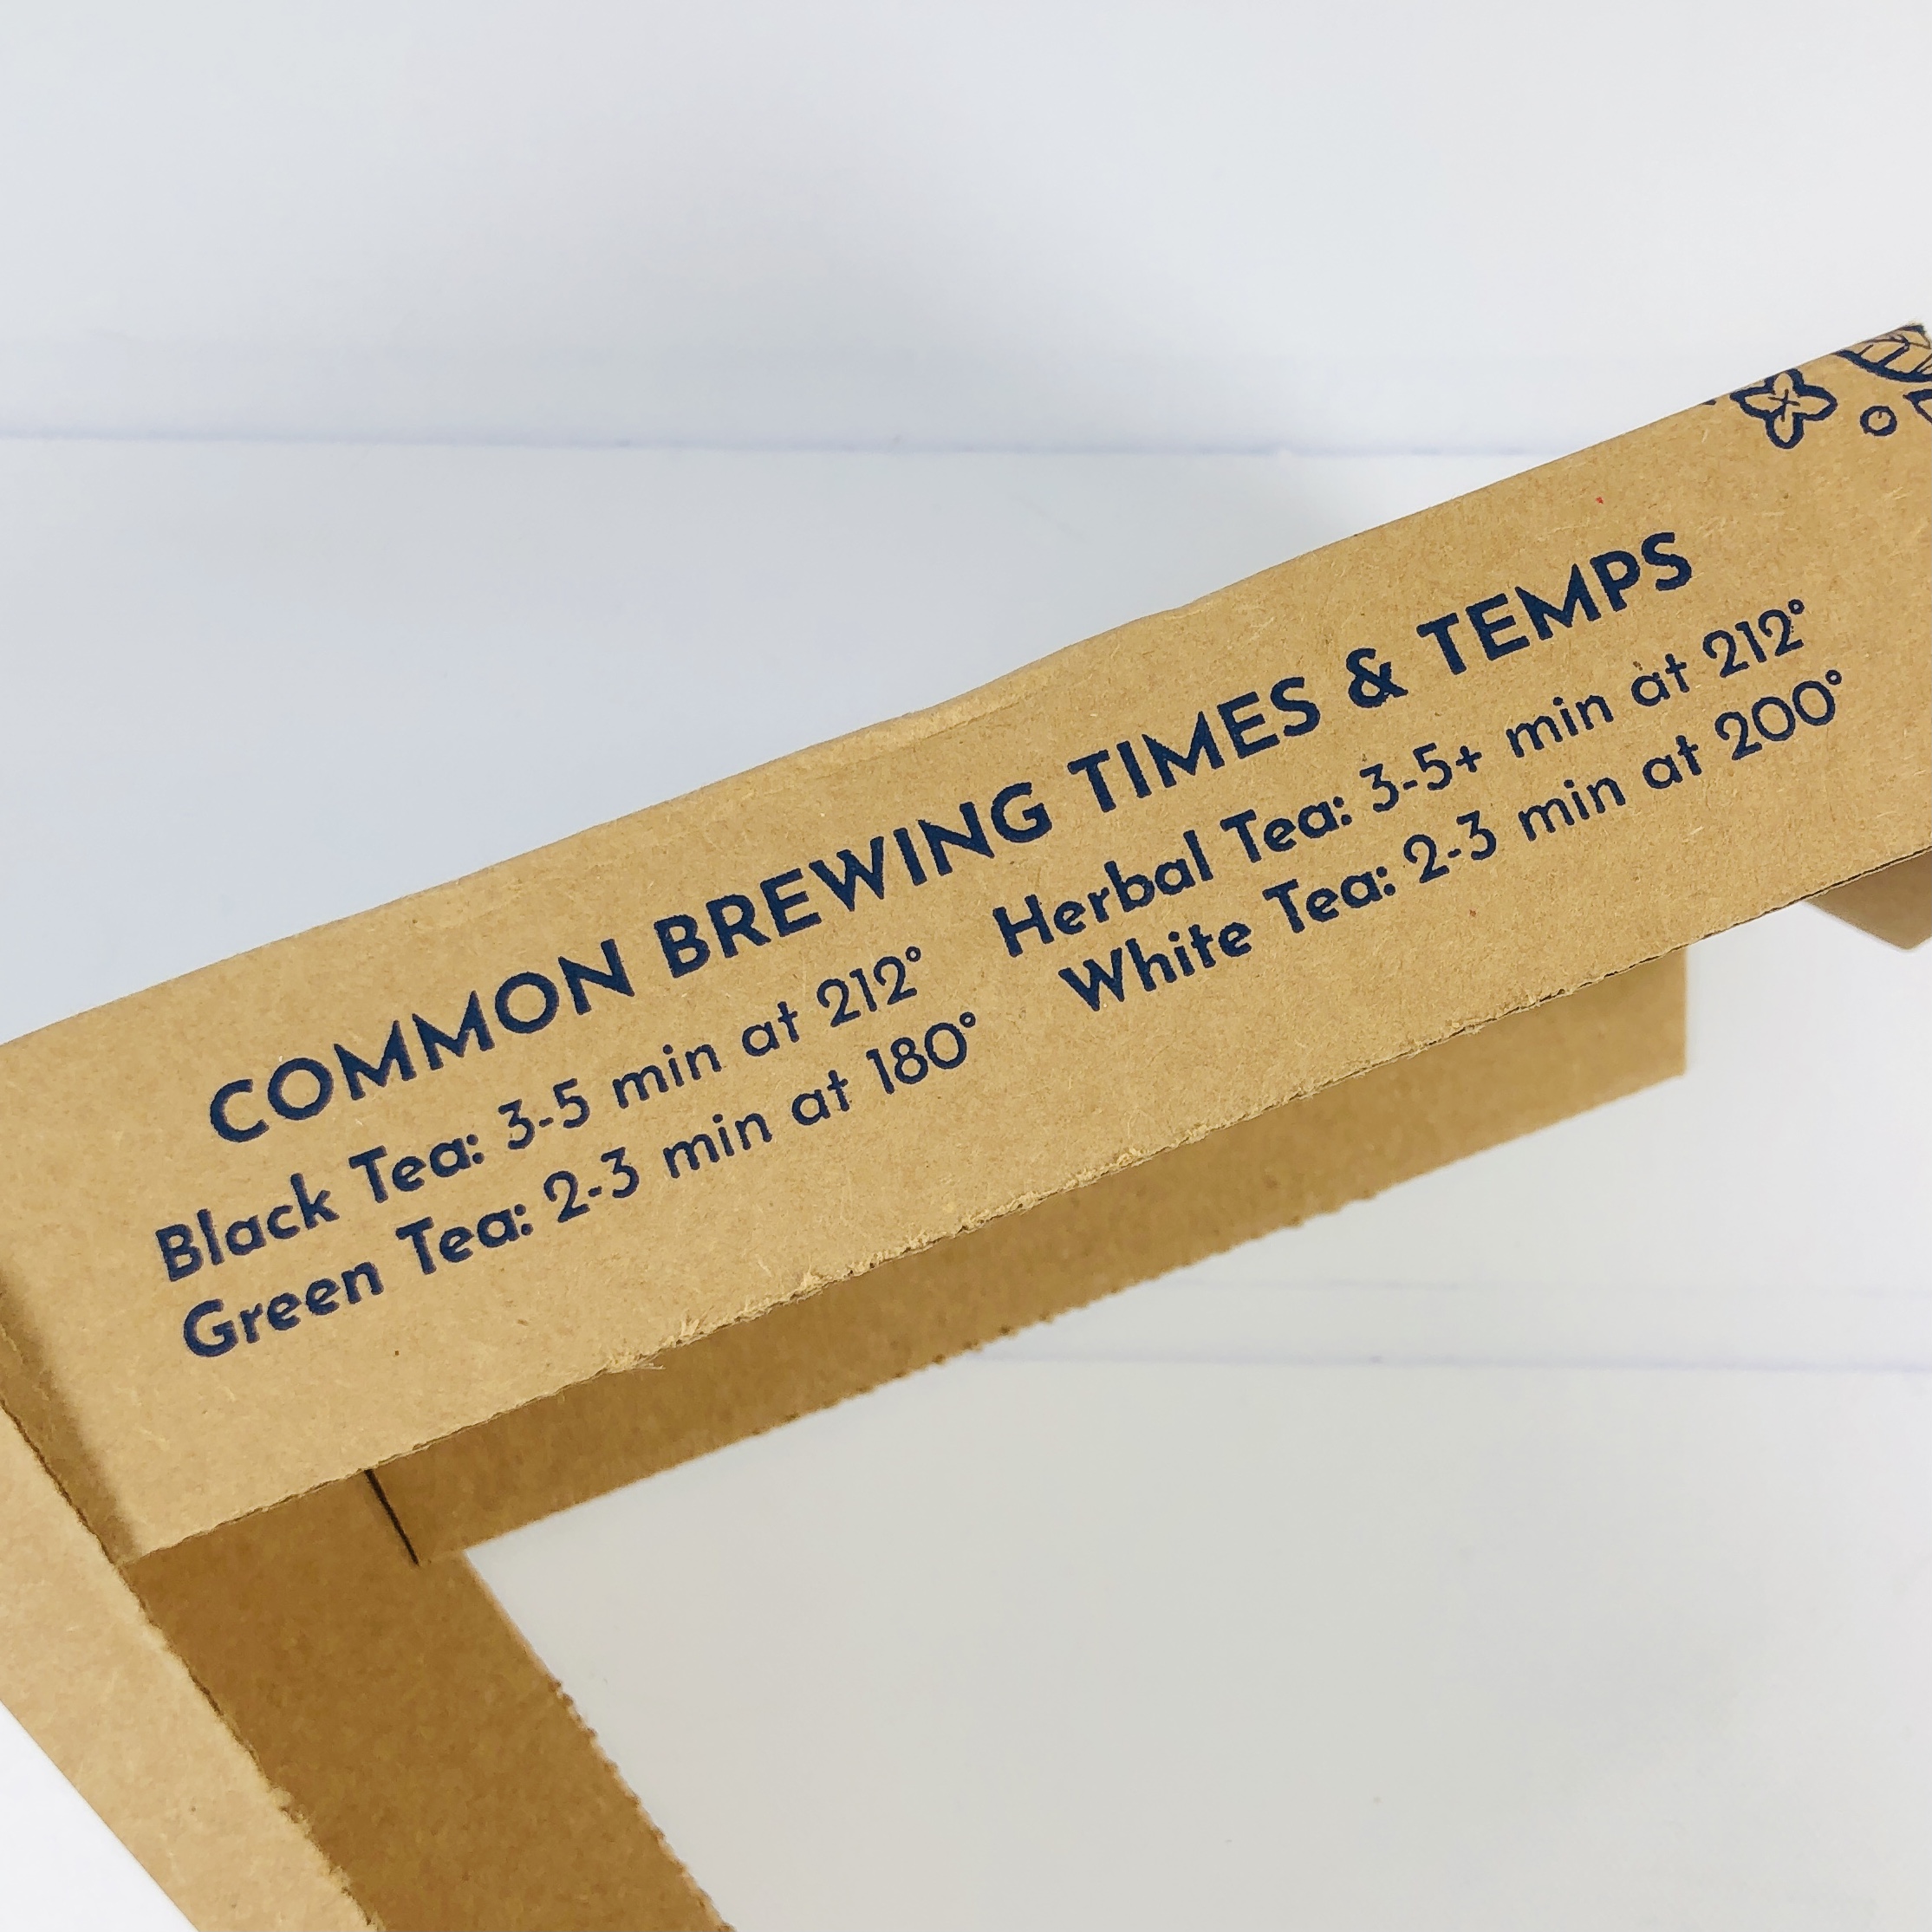 COMMON BREWING TIMES & TEMPS
Black Tea: 3-5 min at 212° Herbal Tea: 3-5+ min at 212°
Green Tea: 2-3 min at 180° White Tea: 2-3 min at 200°